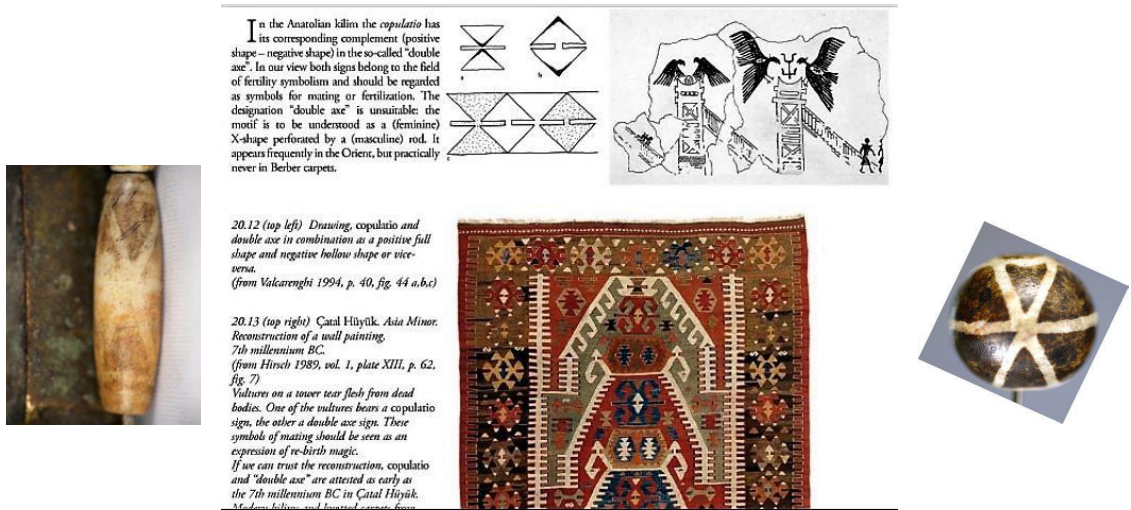 In the Anatolian kilim the copulatio has
its corresponding complement (positive
shape – negative shape) in the so-called "double
axe". In our view both signs belong to the field
of fertility symbolism and should be regarded
as symbols for mating or fertilization. The
designation "double axe" is unsuitable: the
motif is to be understood as a (feminine)
X-shape perforated by a (masculine) rod. It
appears frequently in the Orient, but practically
never in Berber carpets.
a
b
c
20.12 (top left) Drawing, copulatio and
double axe in combination as a positive full
shape and negative hollow shape or vice-
versa.
(from Valcarenghi 1994, p. 40, fig. 44 a,b,c)
20.13 (top right) Çatal Hüyük. Asia Minor.
Reconstruction of a wall painting.
7th millennium BC.
(from Hirsch 1989, vol. 1, plate XIII, p. 62,
fig. 7)
Vultures on a tower tear flesh from dead
bodies. One of the vultures bears a copulatio
sign, the other a double axe sign. These
symbols of mating should be seen as an
expression of re-birth magic.
If we can trust the reconstruction, copulatio
and "double axe" are attested as early as
the 7th millennium BC in Çatal Hüyük.